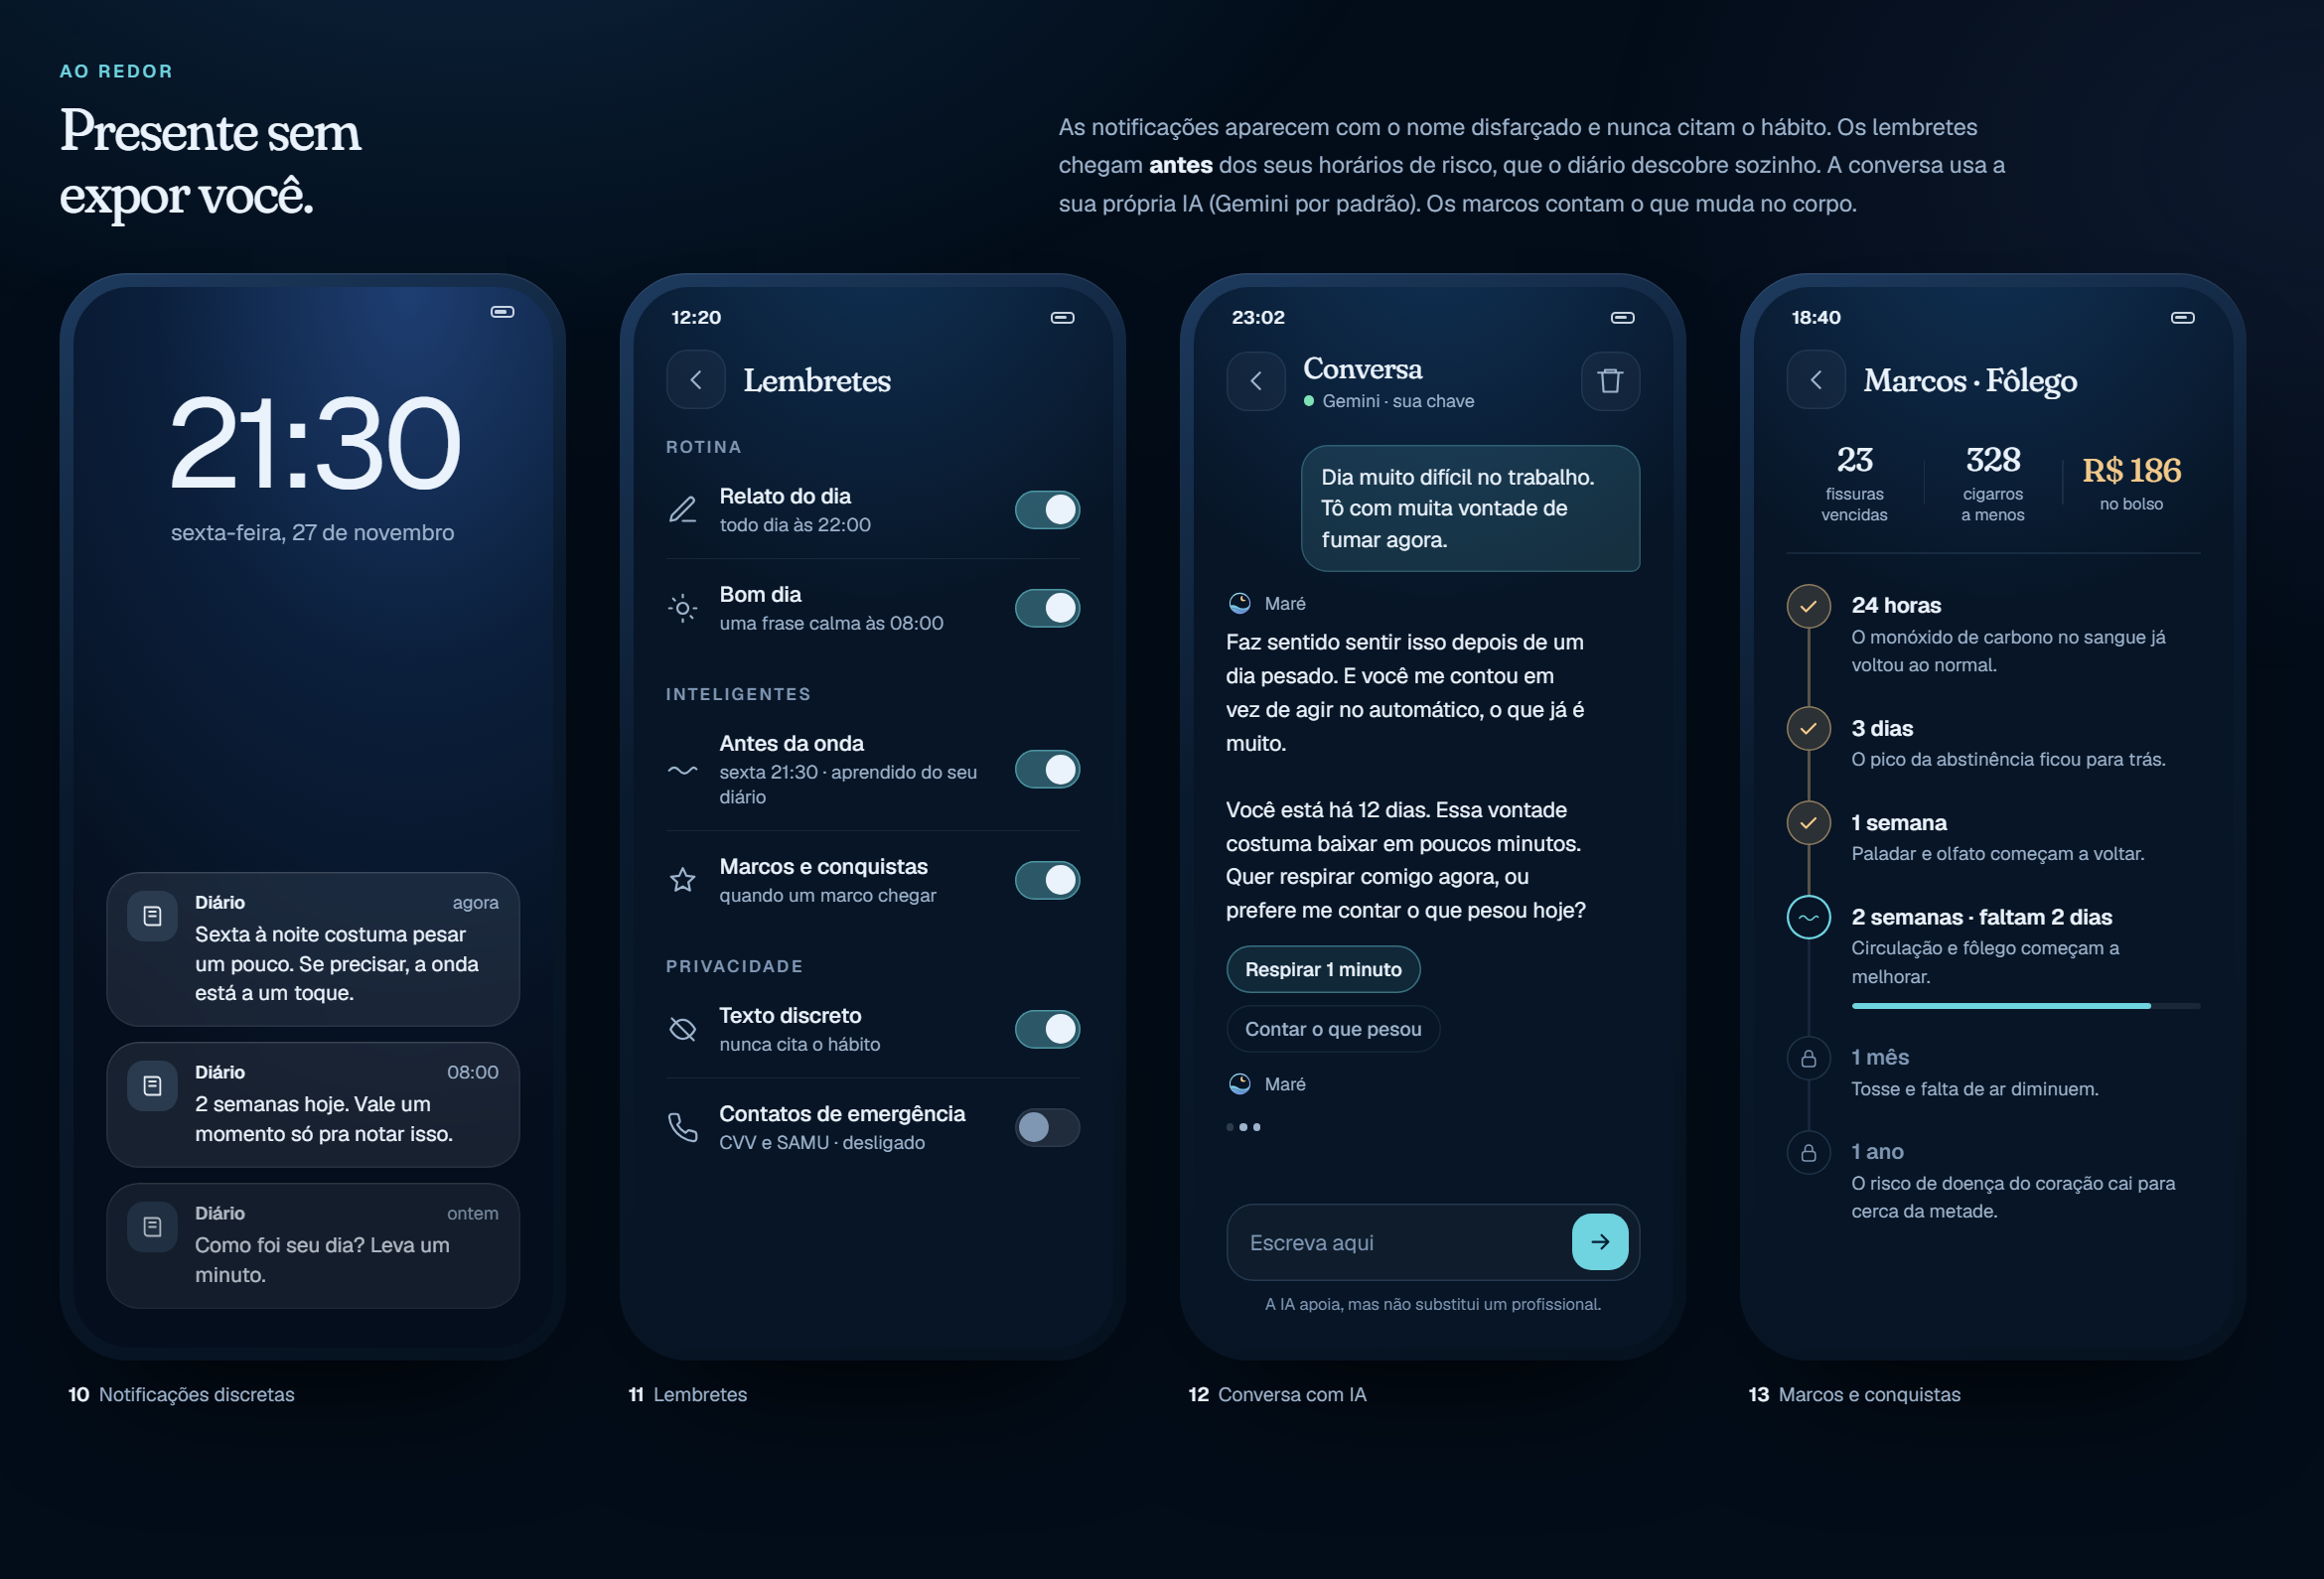 AO REDOR
Presente sem
expor você.
As notificações aparecem com o nome disfarçado e nunca citam o hábito. Os lembretes
chegam antes dos seus horários de risco, que o diário descobre sozinho. A conversa usa a
sua própria IA (Gemini por padrão). Os marcos contam o que muda no corpo.
21:30
sexta-feira, 27 de novembro
Diário
agora
Sexta à noite costuma pesar
um pouco. Se precisar, a onda
está a um toque.
Diário
08:00
2 semanas hoje. Vale um
momento só pra notar isso.
Diário
ontem
Como foi seu dia? Leva um
minuto.
10 Notificações discretas
12:20
Lembretes
ROTINA
Relato do dia
todo dia às 22:00
Bom dia
uma frase calma às 08:00
INTELIGENTES
Antes da onda
sexta 21:30 · aprendido do seu
diário
Marcos e conquistas
quando um marco chegar
PRIVACIDADE
Texto discreto
nunca cita o hábito
Contatos de emergência
CVV e SAMU · desligado
11 Lembretes
23:02
Conversa
Gemini · sua chave
Dia muito difícil no trabalho.
Tô com muita vontade de
fumar agora.
Maré
Faz sentido sentir isso depois de um
dia pesado. E você me contou em
vez de agir no automático, o que já é
muito.
Você está há 12 dias. Essa vontade
costuma baixar em poucos minutos.
Quer respirar comigo agora, ou
prefere me contar o que pesou hoje?
Respirar 1 minuto
Contar o que pesou
Maré
Escreva aqui
A IA apoia, mas não substitui um profissional.
12 Conversa com IA
18:40
Marcos · Fôlego
23
fissuras
vencidas
328
cigarros
a menos
R$ 186
no bolso
24 horas
O monóxido de carbono no sangue já
voltou ao normal.
3 dias
O pico da abstinência ficou para trás.
1 semana
Paladar e olfato começam a voltar.
2 semanas · faltam 2 dias
Circulação e fôlego começam a
melhorar.
1 mês
Tosse e falta de ar diminuem.
1 ano
O risco de doença do coração cai para
cerca da metade.
13 Marcos e conquistas